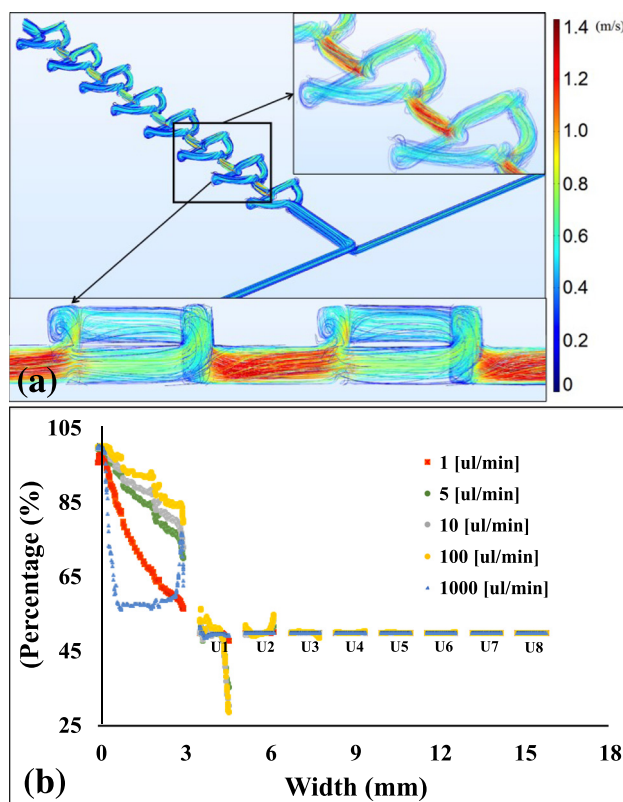 1.4 (m/s)
1.2
1.0
0.8
0.6
0.4
0.2
0
(a)
105
85
65
45
25
(Percentage (%)
1 [ul/min]
5 [ul/min]
10 [ul/min]
100 [ul/min]
1000 [ul/min]
U1 U2 U3 U4 U5 U6 U7 U8
0 3 6 9 12 15 18
(b) Width (mm)